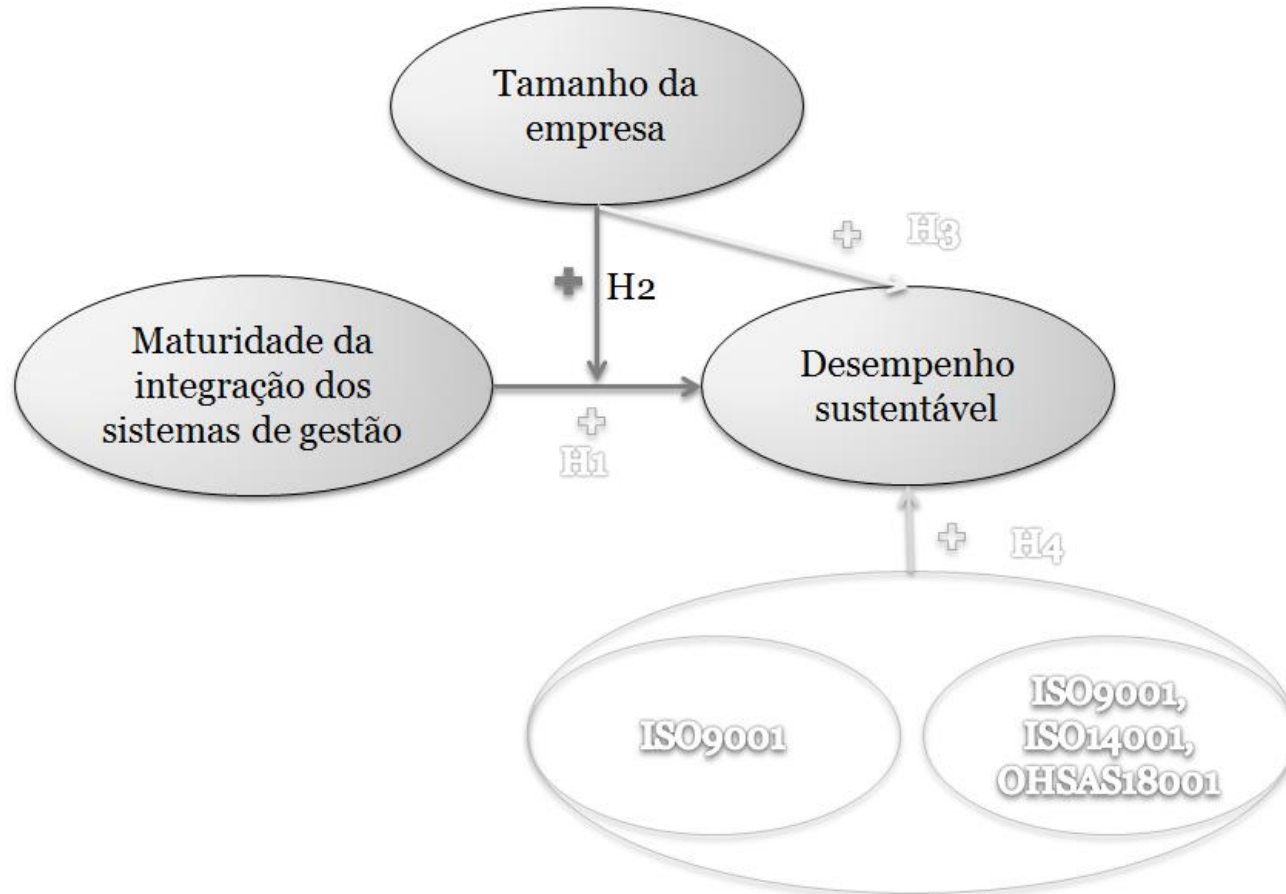 Tamanho da
empresa
+ H3
+ H2
Maturidade da
integração dos
sistemas de gestão
Desempenho
sustentável
+
H1
+ H4
ISO9001
ISO9001,
ISO14001,
OHSAS18001